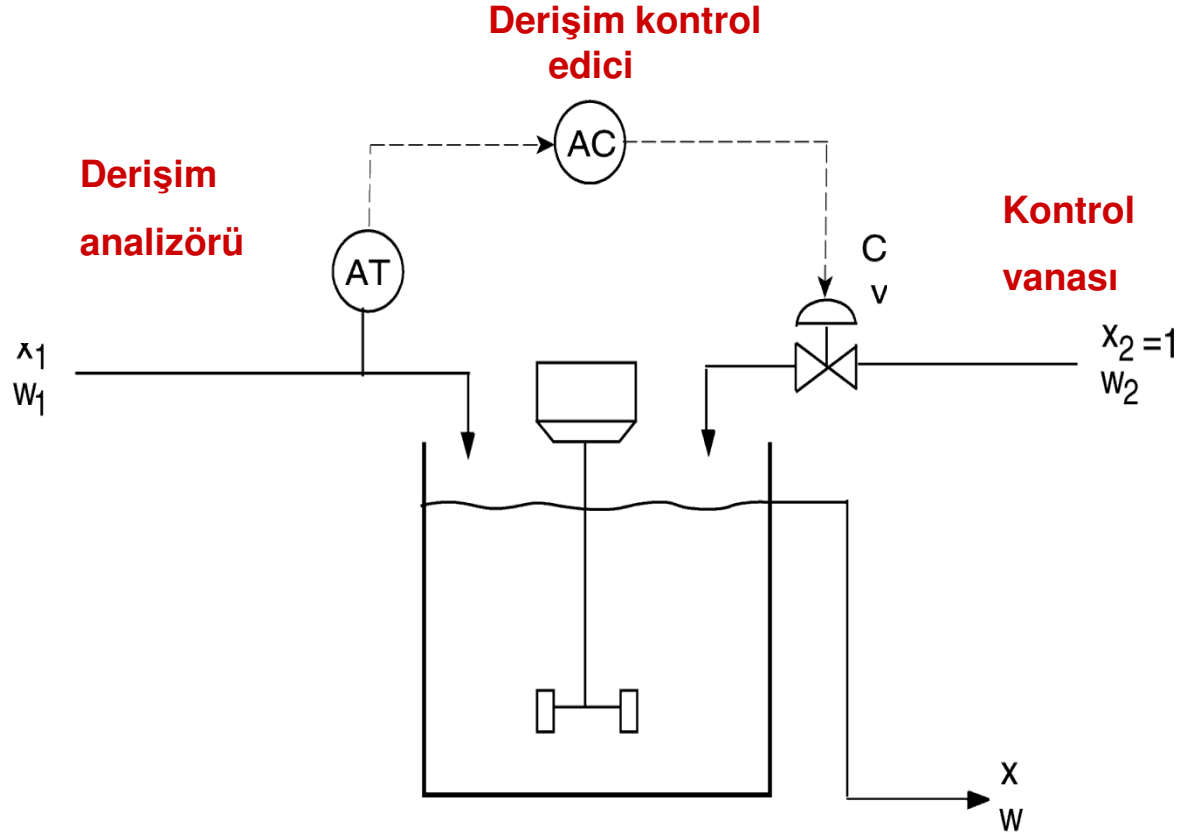 Derişim kontrol
edici
AC
Derişim
analizörü
AT
Kontrol
vanası
C
v
x1
w1
x2 =1
w2
x
w